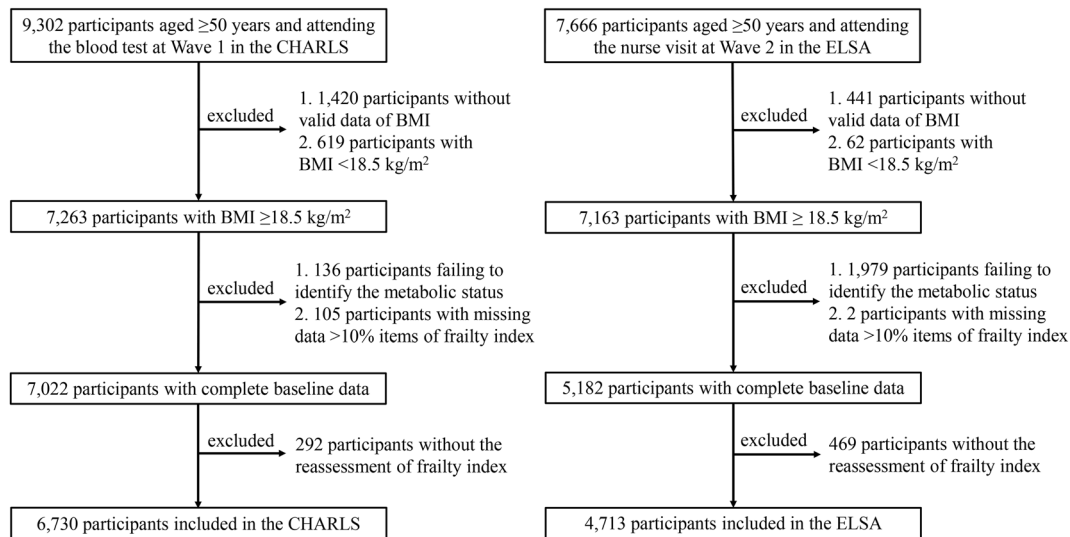 9,302 participants aged ≥50 years and attending
the blood test at Wave 1 in the CHARLS
excluded
1. 1,420 participants without
valid data of BMI
2. 619 participants with
BMI <18.5 kg/m²
7,263 participants with BMI ≥18.5 kg/m²
excluded
1. 136 participants failing to
identify the metabolic status
2. 105 participants with missing
data >10% items of frailty index
7,022 participants with complete baseline data
excluded
292 participants without the
reassessment of frailty index
6,730 participants included in the CHARLS
7,666 participants aged ≥50 years and attending
the nurse visit at Wave 2 in the ELSA
excluded
1. 441 participants without
valid data of BMI
2. 62 participants with
BMI <18.5 kg/m²
7,163 participants with BMI ≥ 18.5 kg/m²
excluded
1. 1,979 participants failing to
identify the metabolic status
2. 2 participants with missing
data >10% items of frailty index
5,182 participants with complete baseline data
excluded
469 participants without the
reassessment of frailty index
4,713 participants included in the ELSA